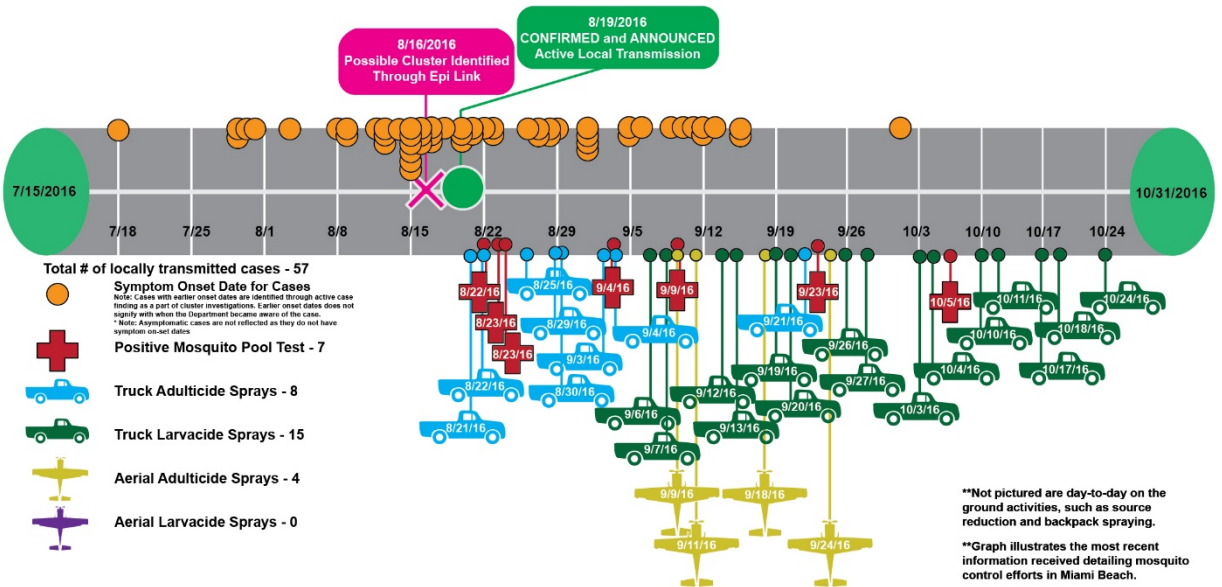 8/16/2016
Possible Cluster Identified
Through Epi Link
8/19/2016
CONFIRMED and ANNOUNCED
Active Local Transmission
7/15/2016
10/31/2016
7/18
7/25
8/1
8/8
8/15
8/22
8/29
9/5
9/12
9/19
9/26
10/3
10/10
10/17
10/24
Total # of locally transmitted cases - 57
Symptom Onset Date for Cases
Note: Cases with earlier onset dates are identified through active case
finding as a part of cluster investigations. Earlier onset dates does not
signify with when the Department became aware of the case.
* Note: Asymptomatic cases are not reflected as they do not have
symptom on-set dates
Positive Mosquito Pool Test - 7
Truck Adulticide Sprays - 8
Truck Larvacide Sprays - 15
Aerial Adulticide Sprays - 4
Aerial Larvacide Sprays - 0
8/22/16
8/23/16
8/23/16
8/22/16
8/21/16
8/25/16
8/29/16
9/3/16
8/30/16
9/4/16
9/4/16
9/6/16
9/7/16
9/9/16
9/9/16
9/11/16
9/12/16
9/13/16
9/18/16
9/21/16
9/19/16
9/20/16
9/23/16
9/24/16
9/26/16
9/27/16
10/3/16
10/4/16
10/5/16
10/10/16
10/11/16
10/17/16
10/18/16
10/24/16
**Not pictured are day-to-day on the
ground activities, such as source
reduction and backpack spraying.
**Graph illustrates the most recent
information received detailing mosquito
control efforts in Miami Beach.